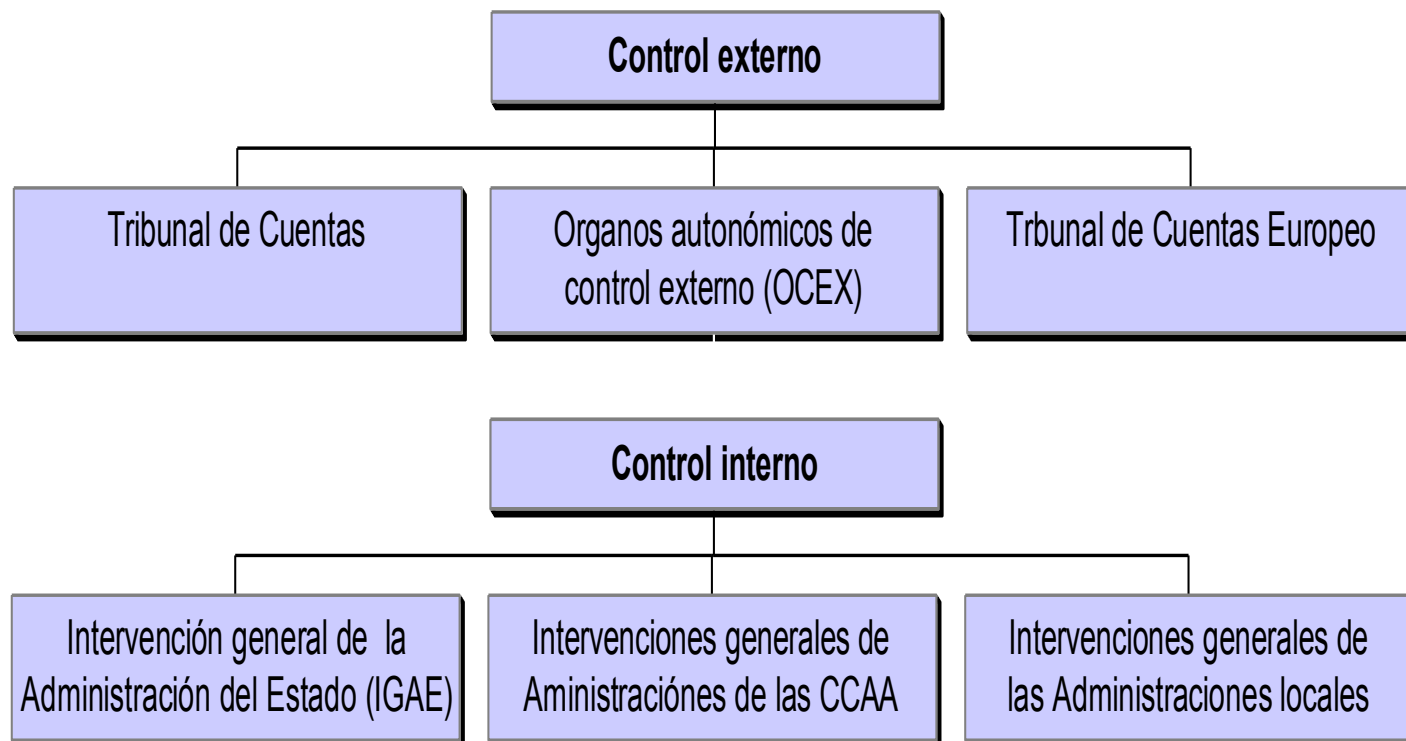 Control externo
Tribunal de Cuentas
Organos autonómicos de
control externo (OCEX)
Trbunal de Cuentas Europeo
Control interno
Intervención general de la
Administración del Estado (IGAE)
Intervenciones generales de
Aministraciónes de las CCAA
Intervenciones generales de
las Administraciones locales